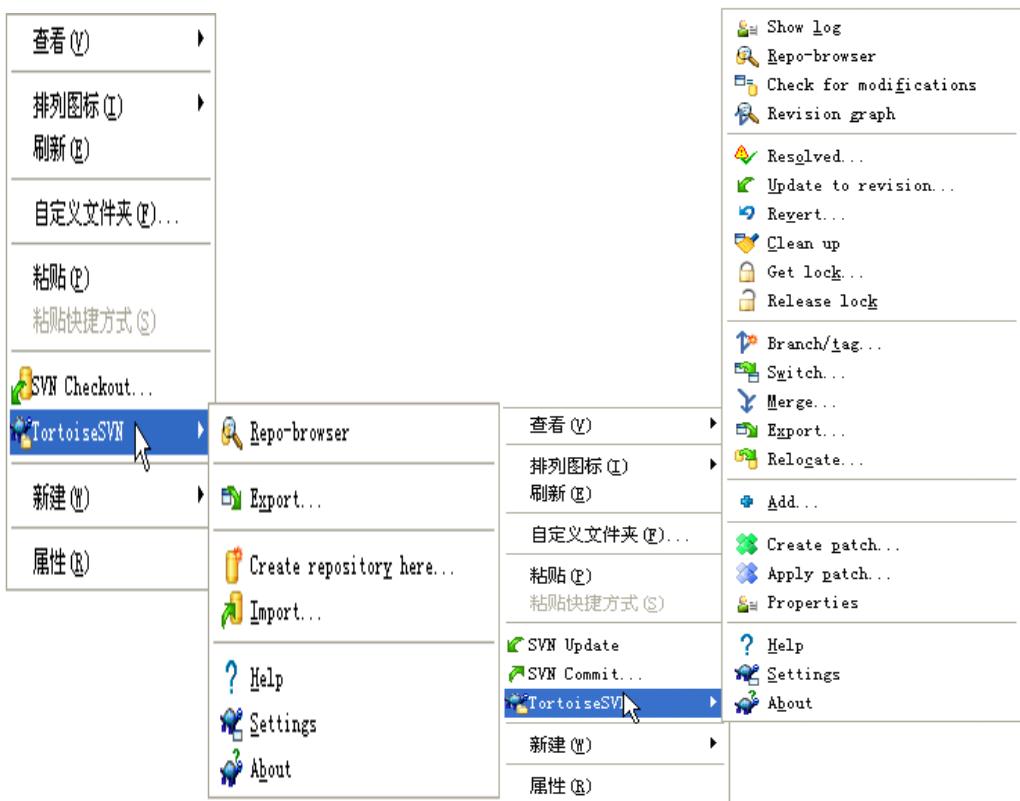 查看(V)
排列图标(I)
刷新(E)
自定义文件夹(F)...
粘贴(P)
粘贴快捷方式(S)
SVN Checkout...
TortoiseSVN
新建(W)
属性(R)
Repo-browser
Export...
Create repository here...
Import...
Help
Settings
About
查看(V)
排列图标(I)
刷新(E)
自定义文件夹(F)...
粘贴(P)
粘贴快捷方式(S)
SVN Update
SVN Commit...
TortoiseSVN
新建(W)
属性(R)
Show log
Repo-browser
Check for modifications
Revision graph
Resolved...
Update to revision...
Revert...
Clean up
Get lock...
Release lock
Branch/tag...
Switch...
Merge...
Export...
Relocate...
Add...
Create patch...
Apply patch...
Properties
Help
Settings
About